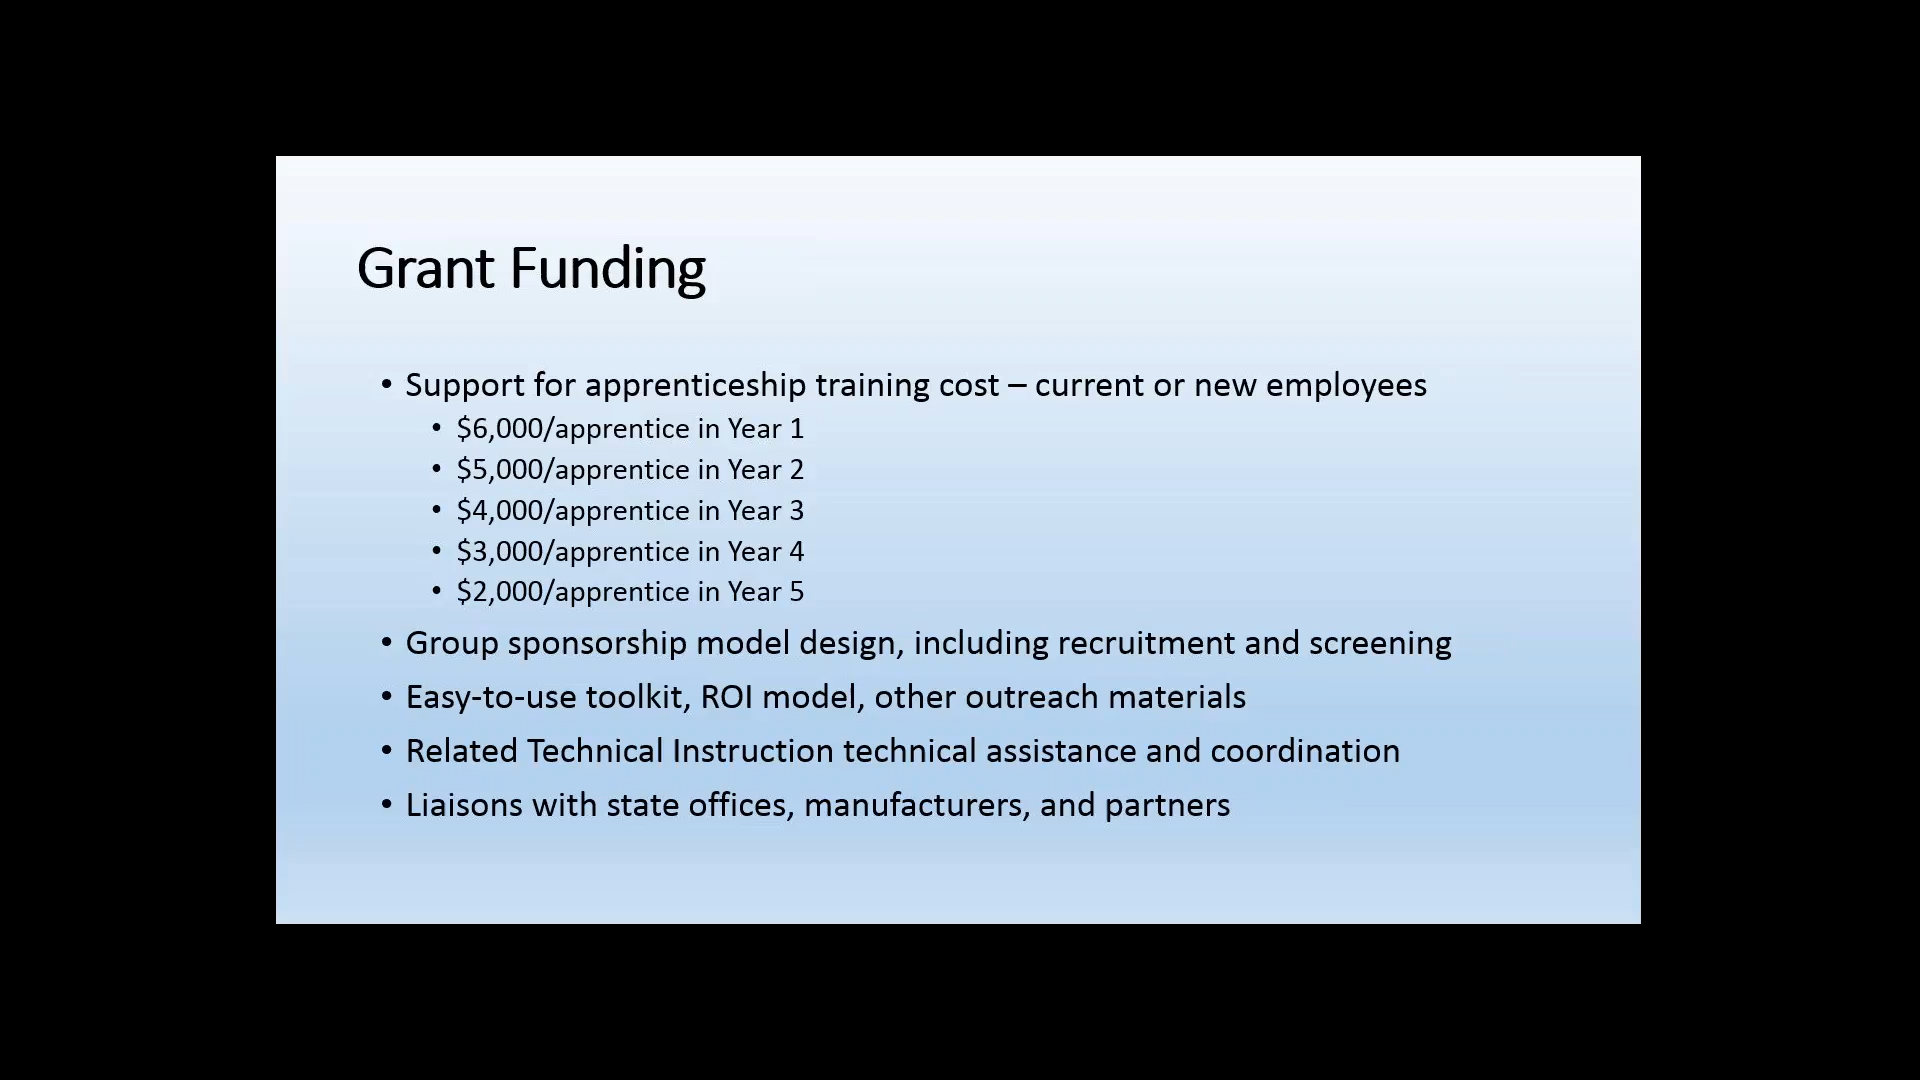 Grant Funding
• Support for apprenticeship training cost – current or new employees
• $6,000/apprentice in Year 1
• $5,000/apprentice in Year 2
• $4,000/apprentice in Year 3
• $3,000/apprentice in Year 4
• $2,000/apprentice in Year 5
• Group sponsorship model design, including recruitment and screening
• Easy-to-use toolkit, ROI model, other outreach materials
• Related Technical Instruction technical assistance and coordination
• Liaisons with state offices, manufacturers, and partners